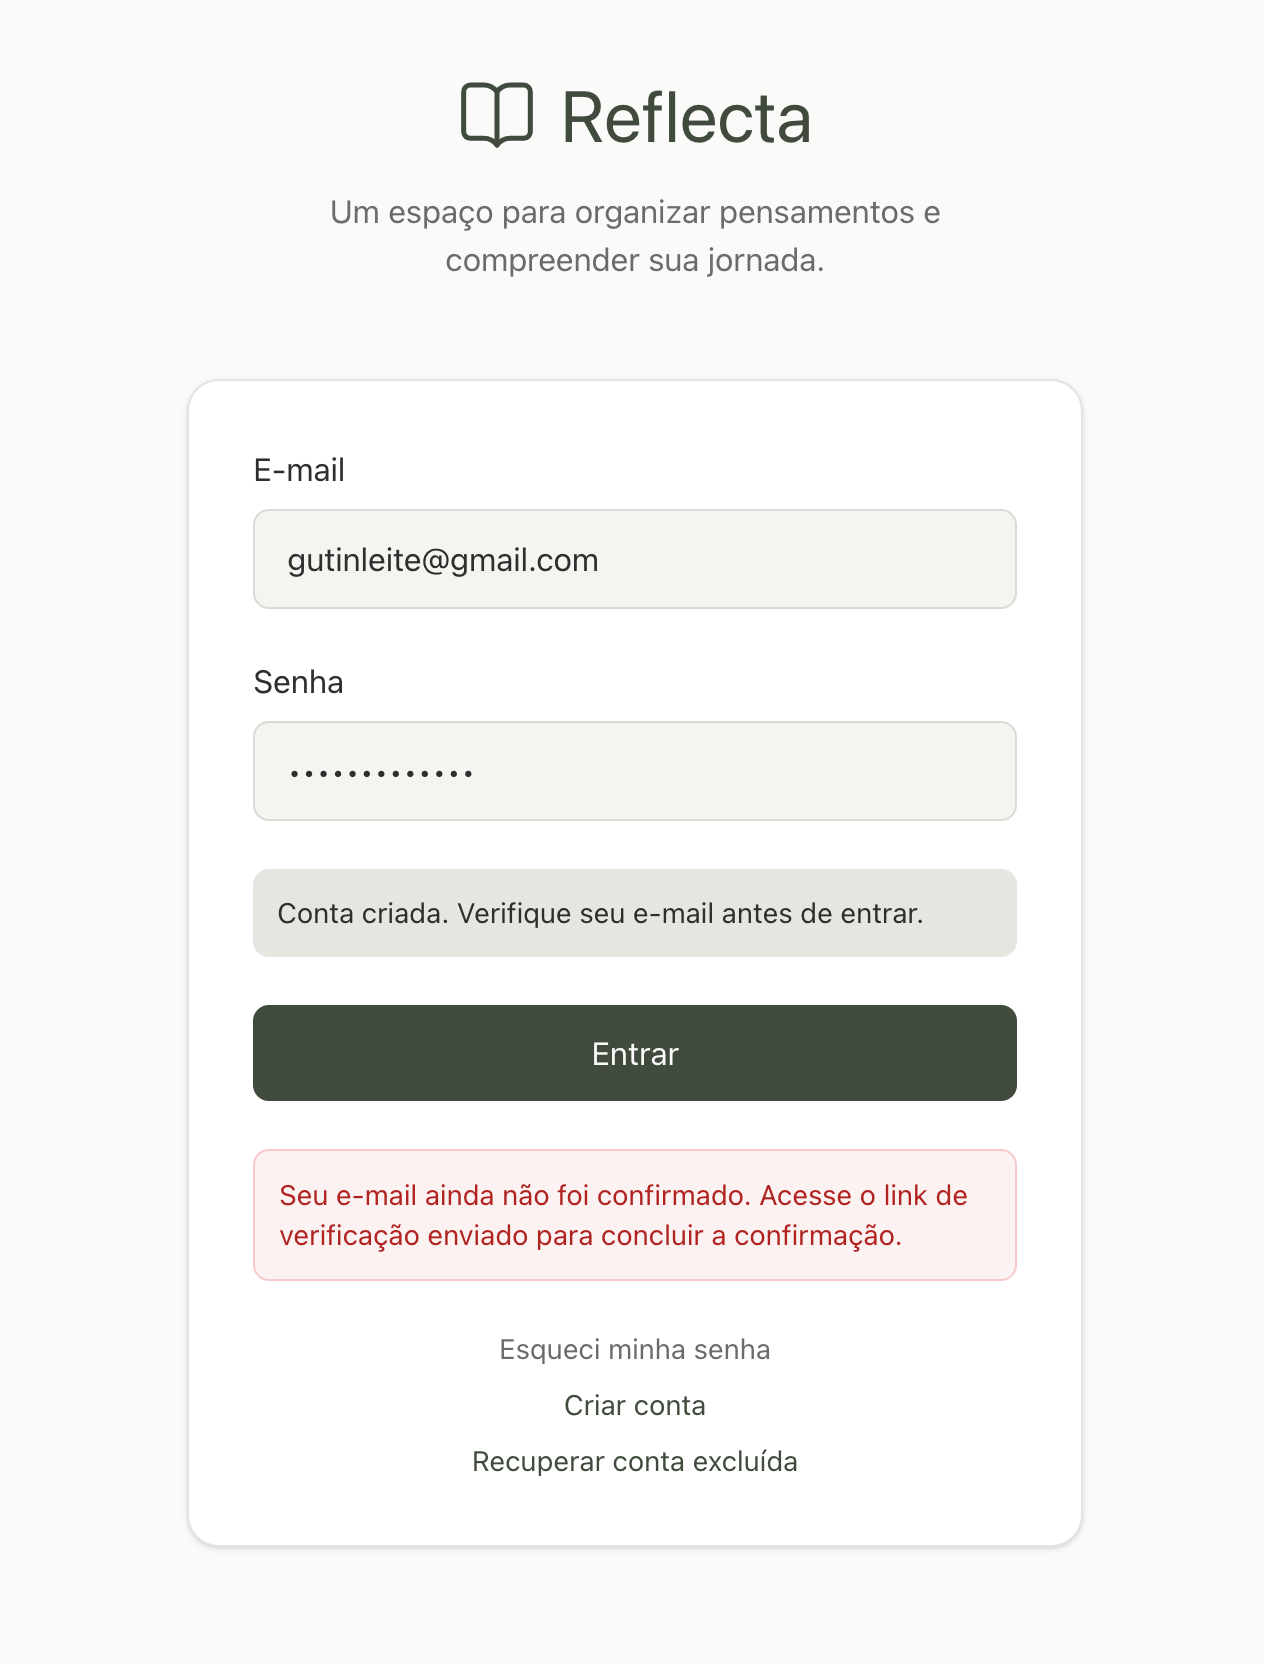 Reflecta
Um espaço para organizar pensamentos e
compreender sua jornada.
E-mail
gutinleite@gmail.com
Senha
•••••••••••••
Conta criada. Verifique seu e-mail antes de entrar.
Entrar
Seu e-mail ainda não foi confirmado. Acesse o link de
verificação enviado para concluir a confirmação.
Esqueci minha senha
Criar conta
Recuperar conta excluída